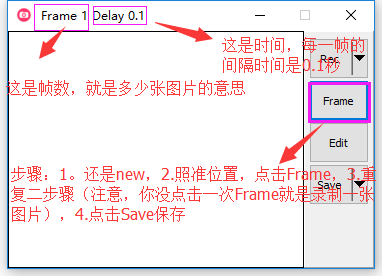 Frame 1 Delay 0.1
这是时间，每一帧的
间隔时间是0.1秒
Rec
这是帧数，就是多少张图片的意思
Frame
Edit
步骤：1。还是new，2.照准位置，点击Frame，3.重
复二步骤（注意，你没点击一次Frame就是录制一张
图片），4.点击Save保存
Save